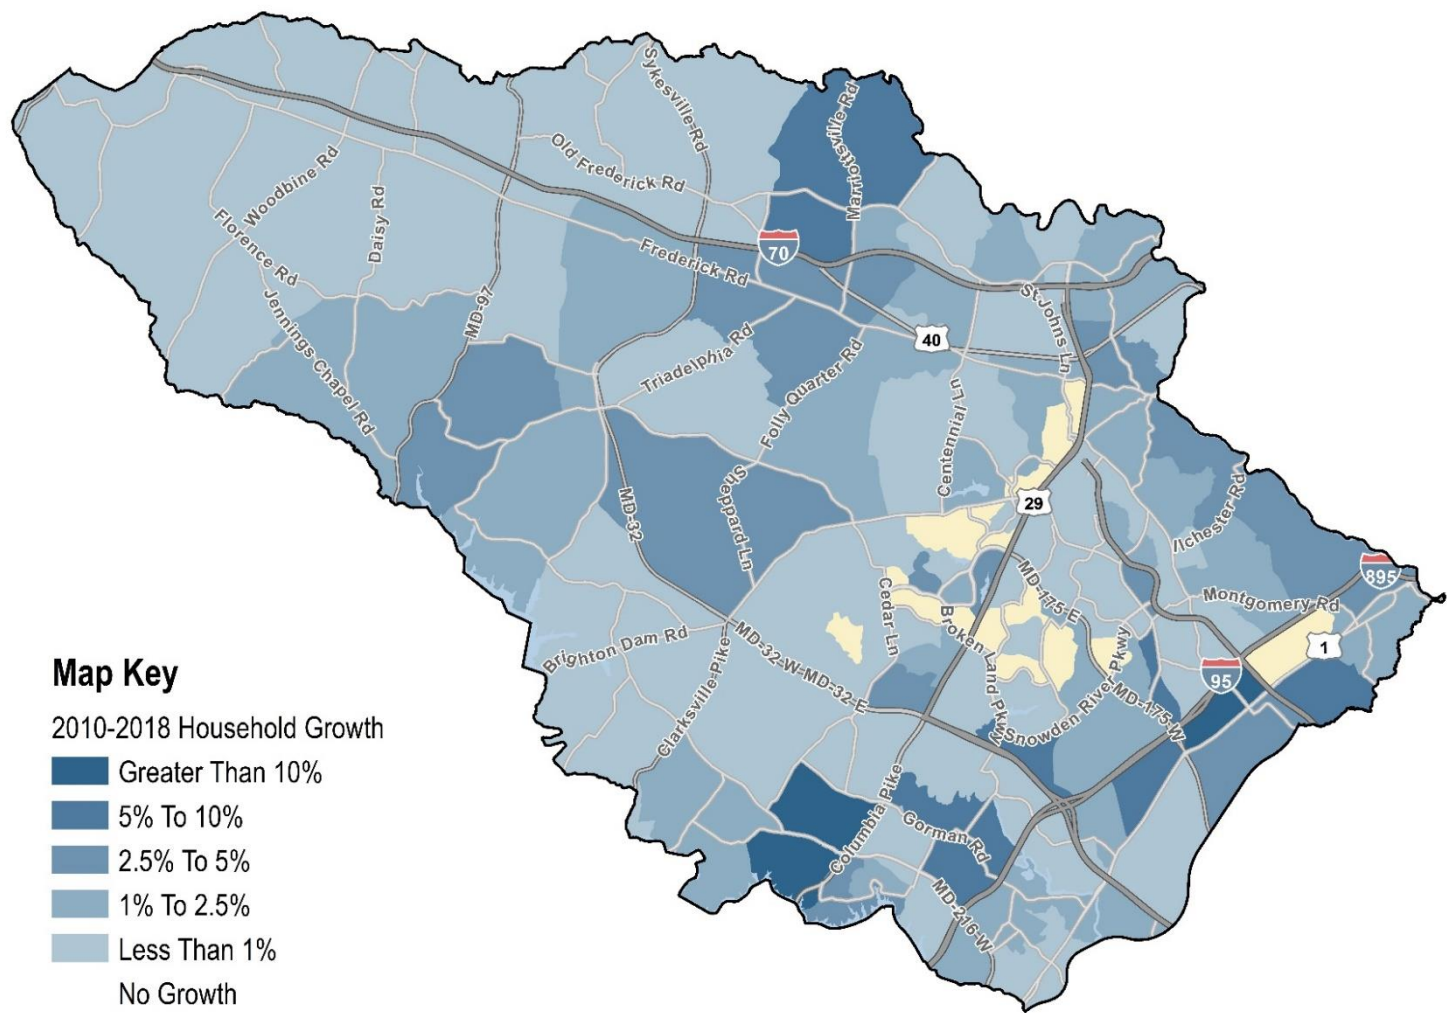 Sykesville Rd
Marriottsville Rd
Old Frederick Rd
Woodbine Rd
Daisy Rd
Florence Rd
Frederick Rd
70
Jennings Chapel Rd
MD-97
St Johns Ln
40
Triadelphia Rd
Folly Quarter Rd
Centennial Ln
Sheppard Ln
MD-32
29
Ilchester Rd
895
MD-175 E
Cedar Ln
Montgomery Rd
Broken Land Pkwy
1
Brighton Dam Rd
MD-32 W
MD-32 E
Snowden River Pkwy
95
MD-175 W
Clarksville Pike
Columbia Pike
Gorman Rd
MD-216 W
Map Key
2010-2018 Household Growth
Greater Than 10%
5% To 10%
2.5% To 5%
1% To 2.5%
Less Than 1%
No Growth